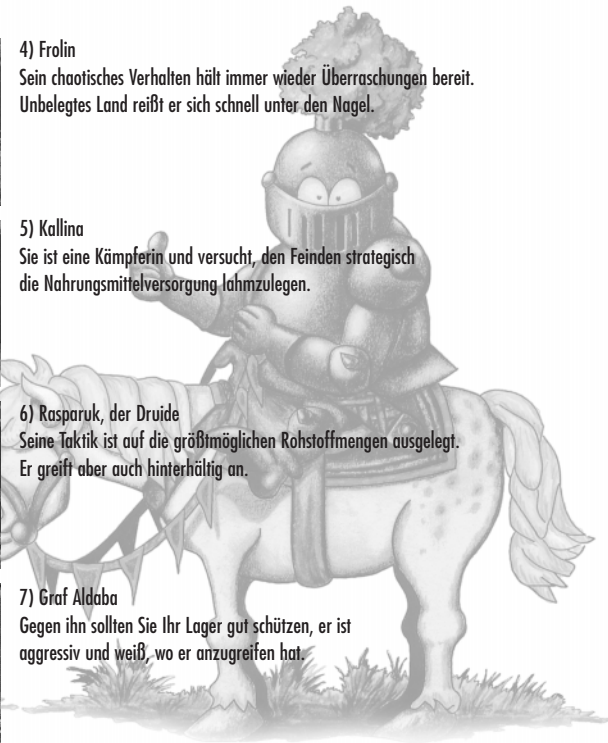 4) Frolin
Sein chaotisches Verhalten hält immer wieder Überraschungen bereit.
Unbelegtes Land reißt er sich schnell unter den Nagel.
5) Kallina
Sie ist eine Kämpferin und versucht, den Feinden strategisch
die Nahrungsmittelversorgung lahmzulegen.
6) Rasparuk, der Druide
Seine Taktik ist auf die größtmöglichen Rohstoffmengen ausgelegt.
Er greift aber auch hinterhältig an.
7) Graf Aldaba
Gegen ihn sollten Sie Ihr Lager gut schützen, er ist
aggressiv und weiß, wo er anzugreifen hat.